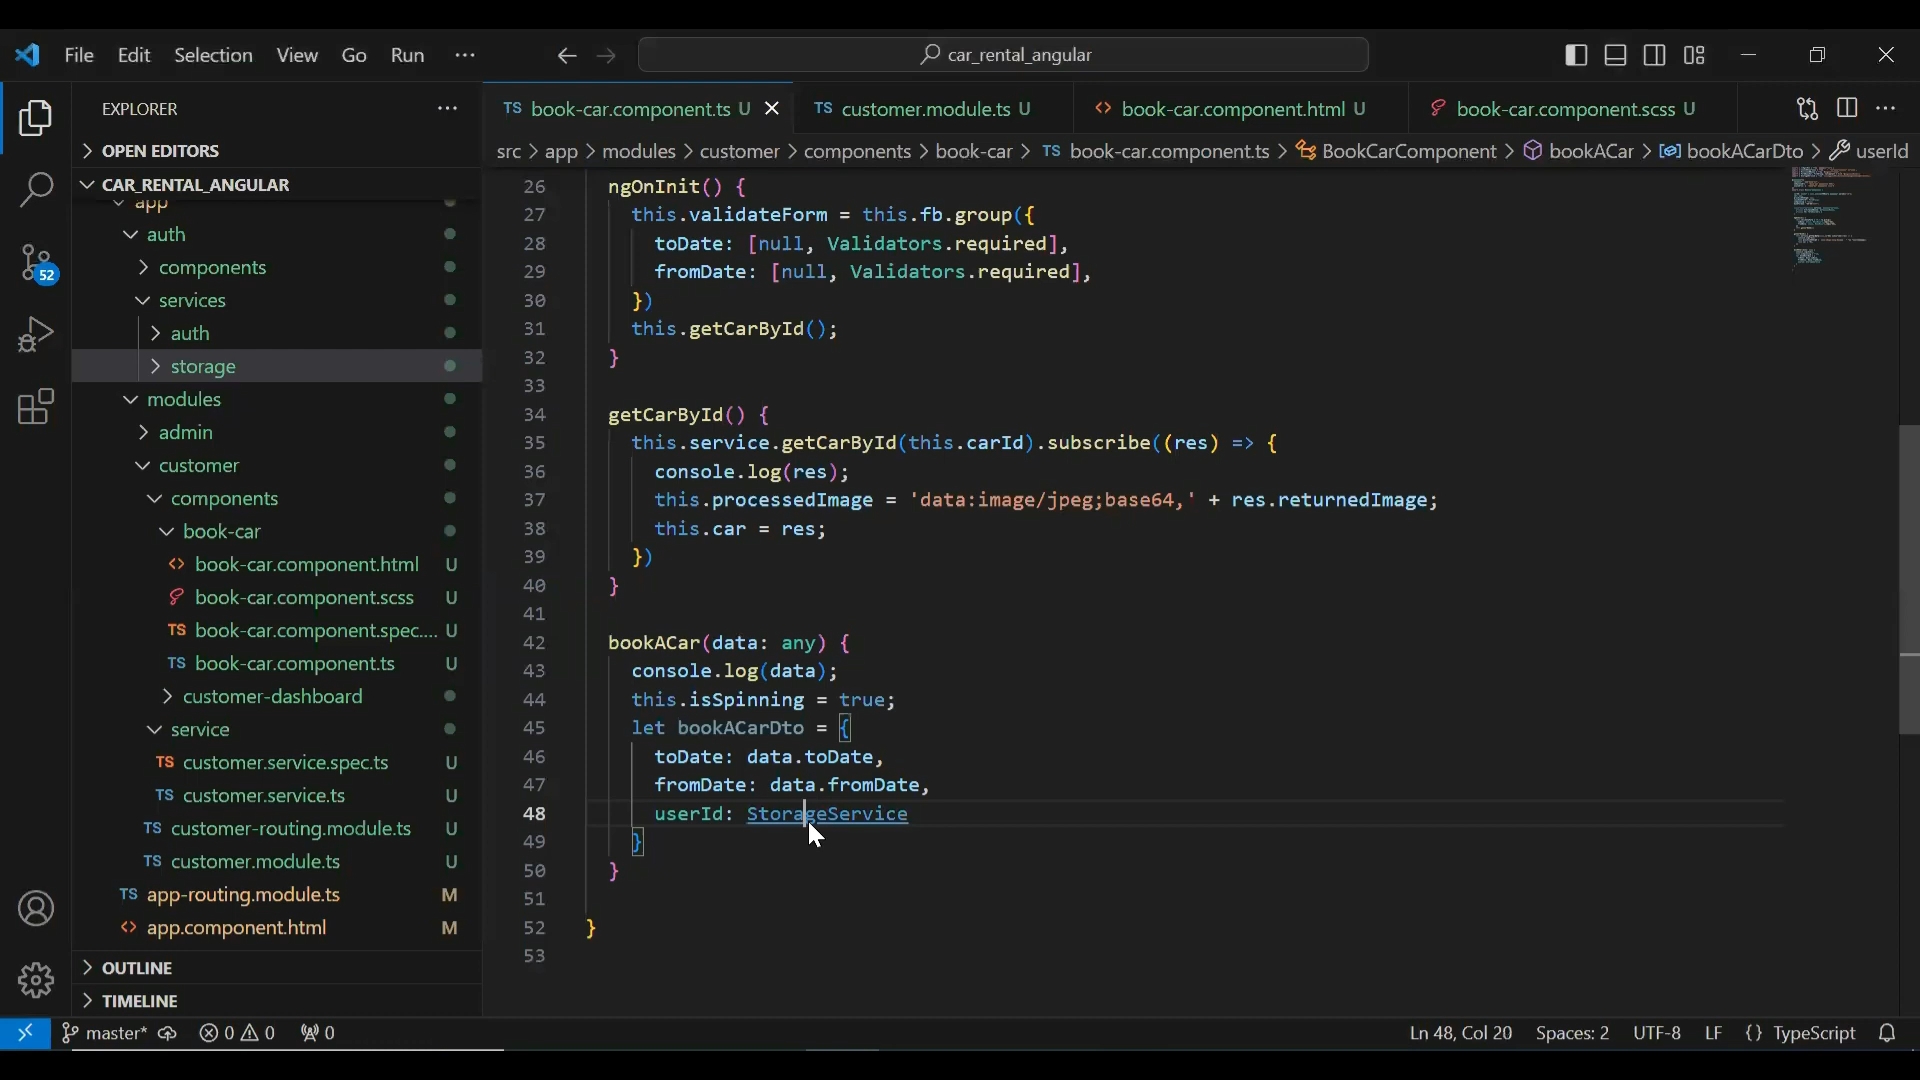 File Edit Selection View Go Run ··· car_rental_angular
EXPLORER ···
OPEN EDITORS
CAR_RENTAL_ANGULAR
app
auth
components
services
auth
storage
modules
admin
customer
components
book-car
book-car.component.html U
book-car.component.scss U
book-car.component.spec.... U
book-car.component.ts U
customer-dashboard
service
customer.service.spec.ts U
customer.service.ts U
customer-routing.module.ts U
customer.module.ts U
app-routing.module.ts M
app.component.html M
OUTLINE
TIMELINE
52
TS book-car.component.ts U TS customer.module.ts U <> book-car.component.html U book-car.component.scss U
src > app > modules > customer > components > book-car > TS book-car.component.ts > BookCarComponent > bookACar > bookACarDto > userId
26 ngOnInit() {
27 this.validateForm = this.fb.group({
28 toDate: [null, Validators.required],
29 fromDate: [null, Validators.required],
30 })
31 this.getCarById();
32 }
33
34 getCarById() {
35 this.service.getCarById(this.carId).subscribe((res) => {
36 console.log(res);
37 this.processedImage = 'data:image/jpeg;base64,' + res.returnedImage;
38 this.car = res;
39 })
40 }
41
42 bookACar(data: any) {
43 console.log(data);
44 this.isSpinning = true;
45 let bookACarDto = {
46 toDate: data.toDate,
47 fromDate: data.fromDate,
48 userId: StorageService
49 }
50 }
51
52 }
53
master* 0 0 0 Ln 48, Col 20 Spaces: 2 UTF-8 LF {} TypeScript